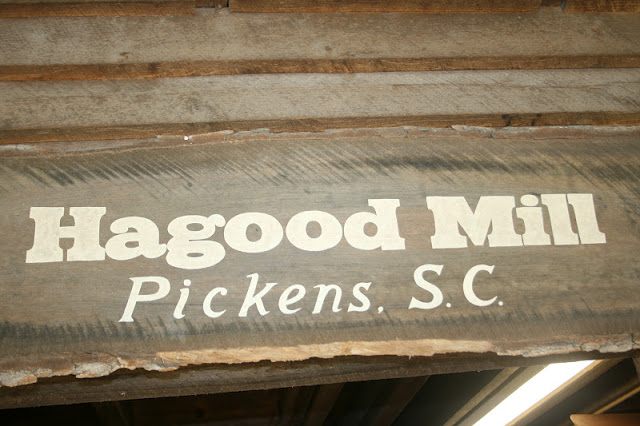 Hagood Mill
Pickens, S.C.